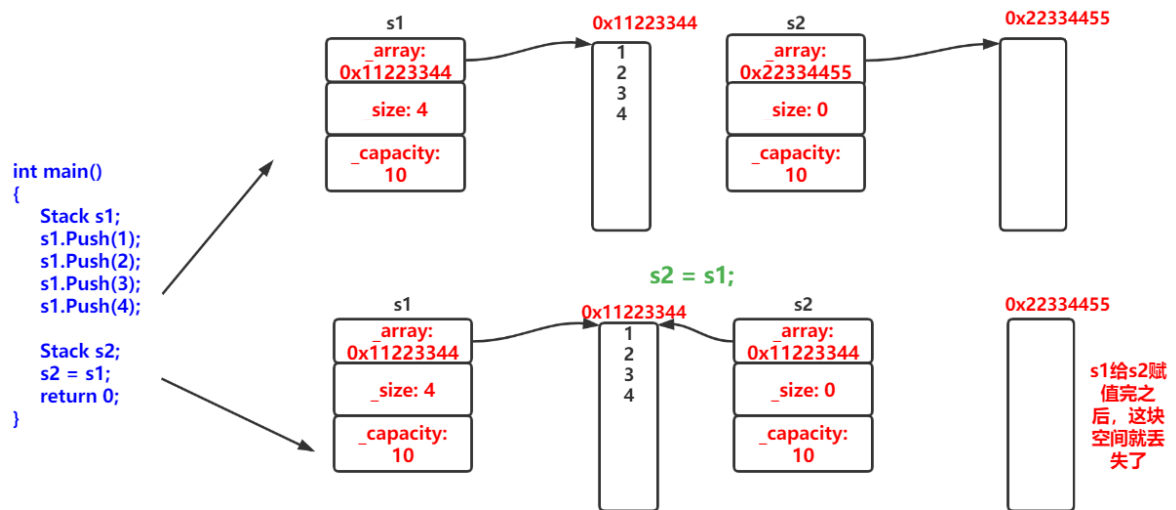 int main()
{
Stack s1;
s1.Push(1);
s1.Push(2);
s1.Push(3);
s1.Push(4);
Stack s2;
s2 = s1;
return 0;
}
s1
_array:
0x11223344
_size: 4
_capacity:
10
0x11223344
1
2
3
4
s2
_array:
0x22334455
_size: 0
_capacity:
10
0x22334455
s2 = s1;
s1
_array:
0x11223344
_size: 4
_capacity:
10
0x11223344
1
2
3
4
s2
_array:
0x11223344
_size: 0
_capacity:
10
0x22334455
s1给s2赋
值完之
后，这块
空间就丢
失了